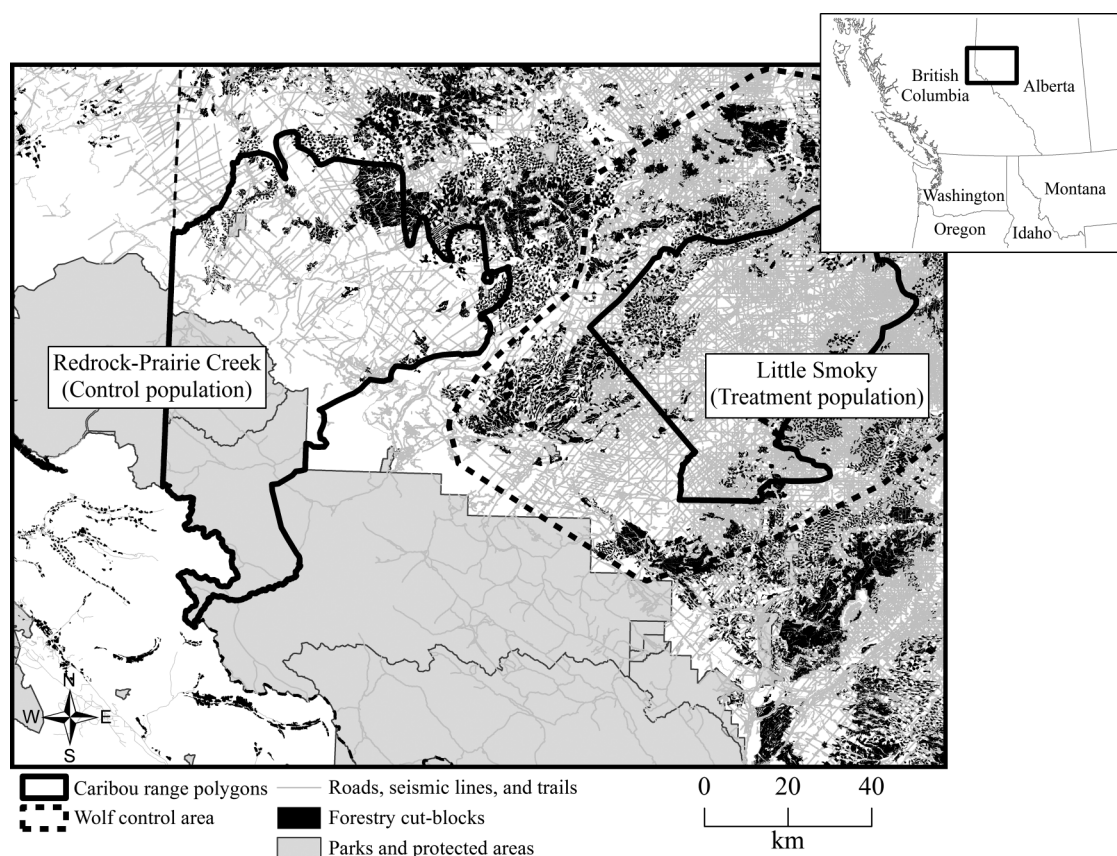 British
Columbia
Alberta
Washington
Montana
Oregon
Idaho
Redrock-Prairie Creek
(Control population)
Little Smoky
(Treatment population)
N
W
E
S
Caribou range polygons
Wolf control area
Roads, seismic lines, and trails
Forestry cut-blocks
Parks and protected areas
0 20 40
km